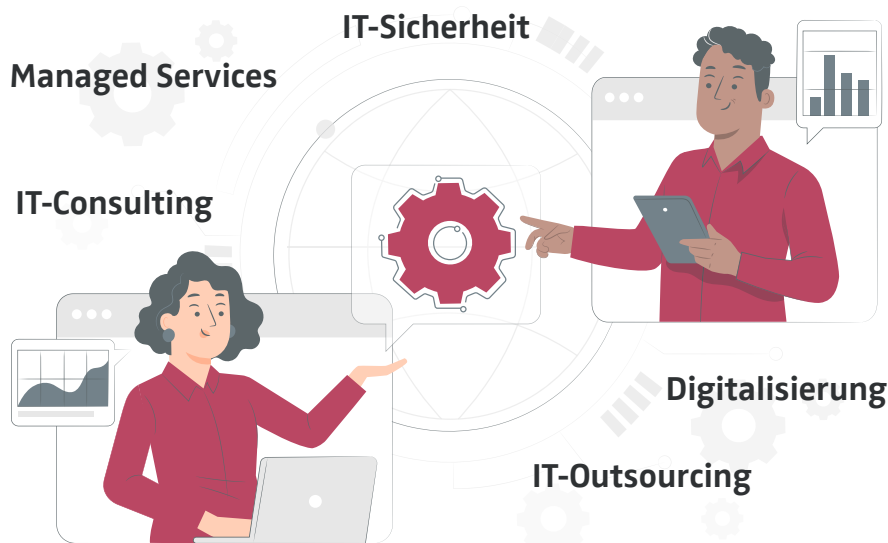 IT-Sicherheit
Managed Services
IT-Consulting
Digitalisierung
IT-Outsourcing